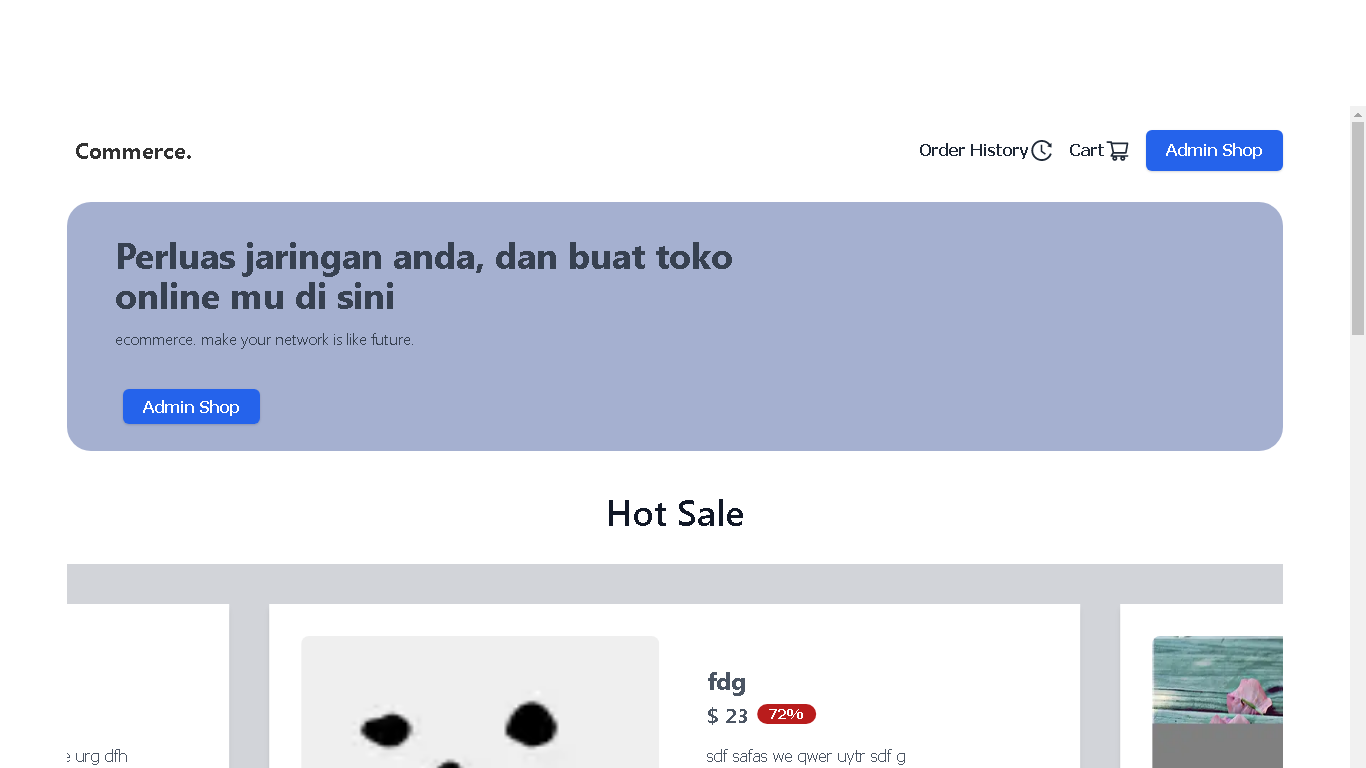 Commerce.
Order History
Cart
Admin Shop
Perluas jaringan anda, dan buat toko
online mu di sini
ecommerce. make your network is like future.
Admin Shop
Hot Sale
fdg
$ 23 72%
urg dfh
sdf safas we qwer uytr sdf g